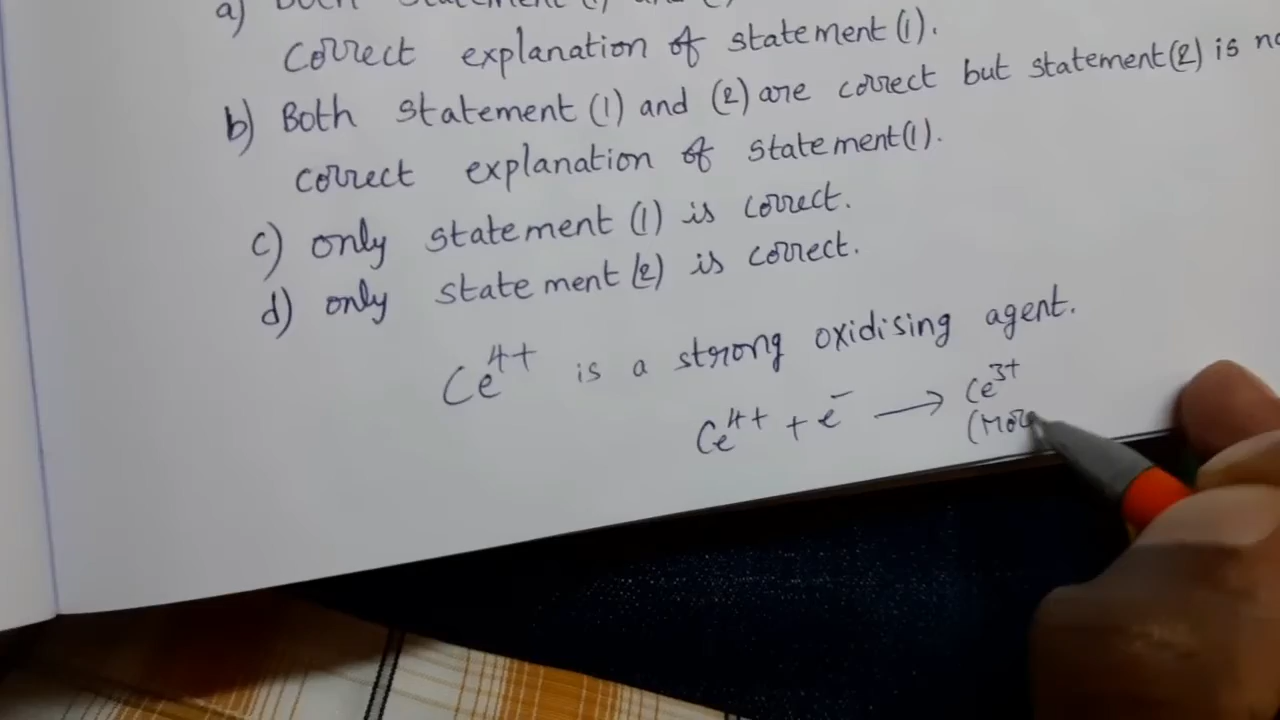 a)
correct explanation of statement (1).
b) Both statement (1) and (2) are correct but statement (2) is
correct explanation of statement (1).
c) only statement (1) is correct.
d) only statement (2) is correct.
Ce⁴⁺ is a strong oxidising agent.
Ce⁴⁺ + e⁻ → Ce³⁺